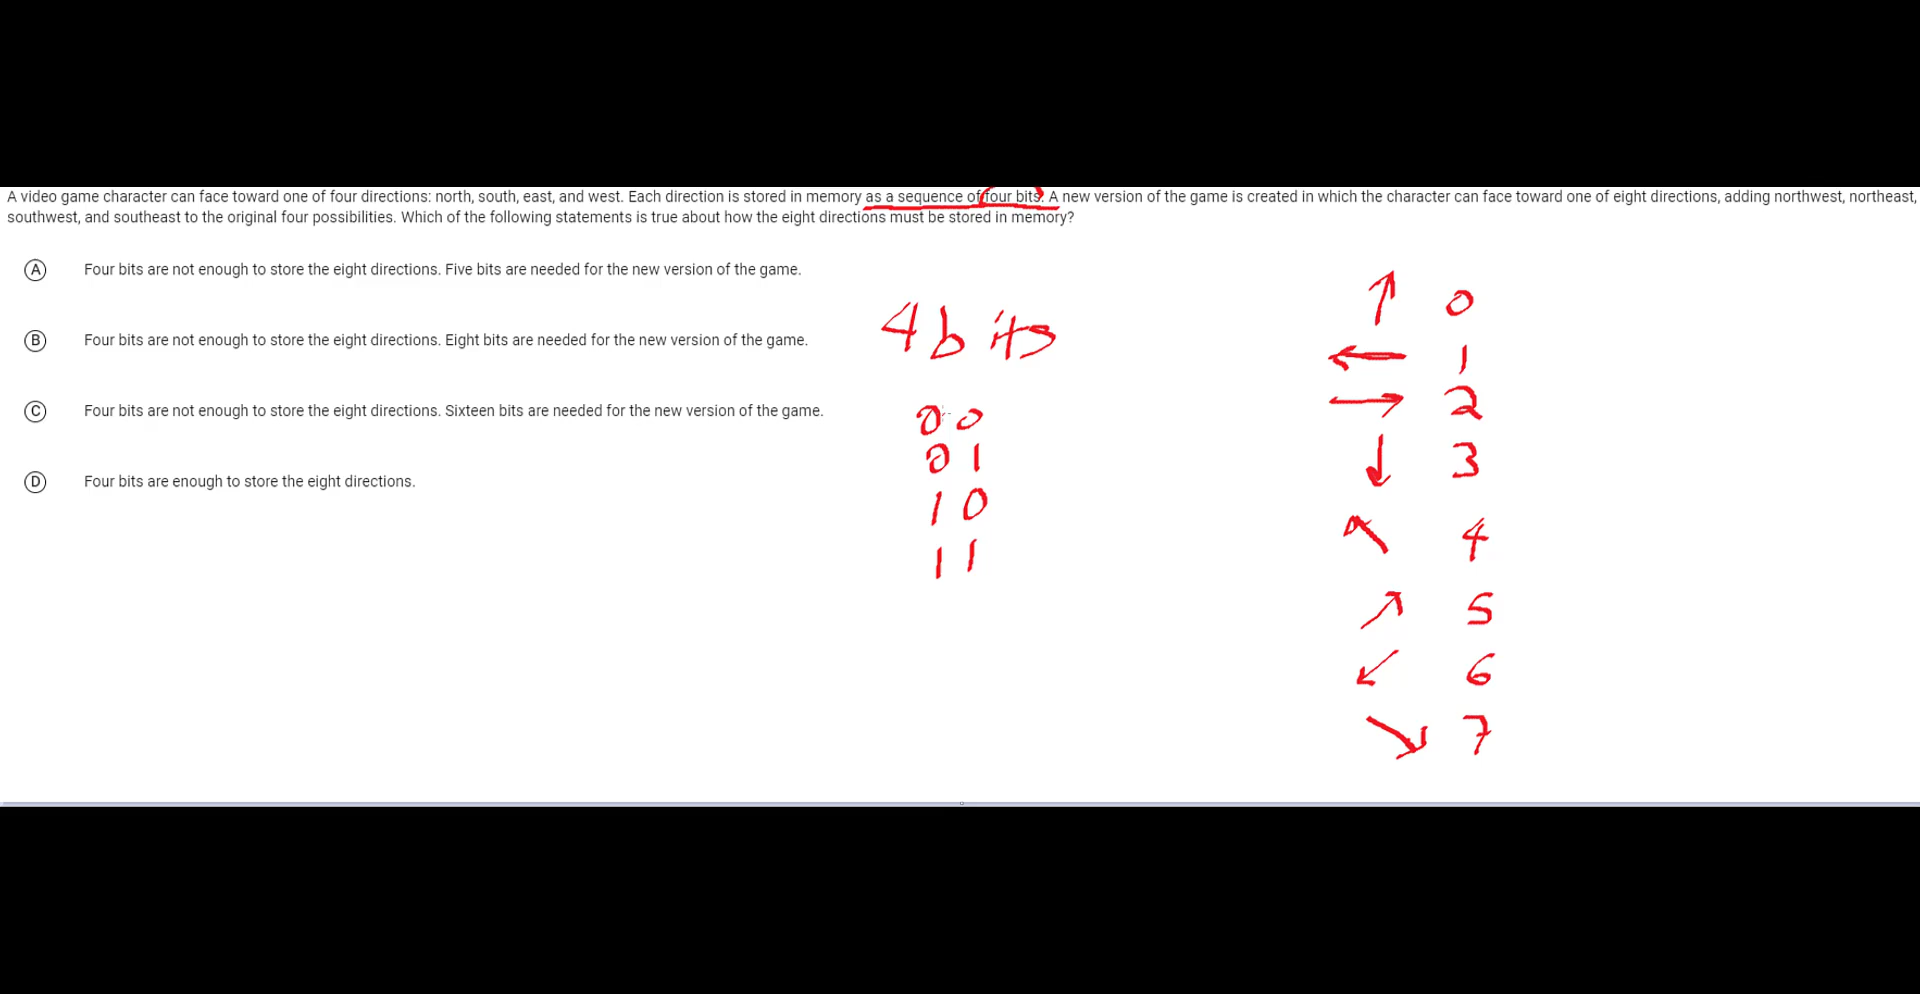 A video game character can face toward one of four directions: north, south, east, and west. Each direction is stored in memory as a sequence of four bits. A new version of the game is created in which the character can face toward one of eight directions, adding northwest, northeast,
southwest, and southeast to the original four possibilities. Which of the following statements is true about how the eight directions must be stored in memory?
A Four bits are not enough to store the eight directions. Five bits are needed for the new version of the game.
B Four bits are not enough to store the eight directions. Eight bits are needed for the new version of the game.
C Four bits are not enough to store the eight directions. Sixteen bits are needed for the new version of the game.
D Four bits are enough to store the eight directions.
4 bits
00
01
10
11
0
1
2
3
4
5
6
7